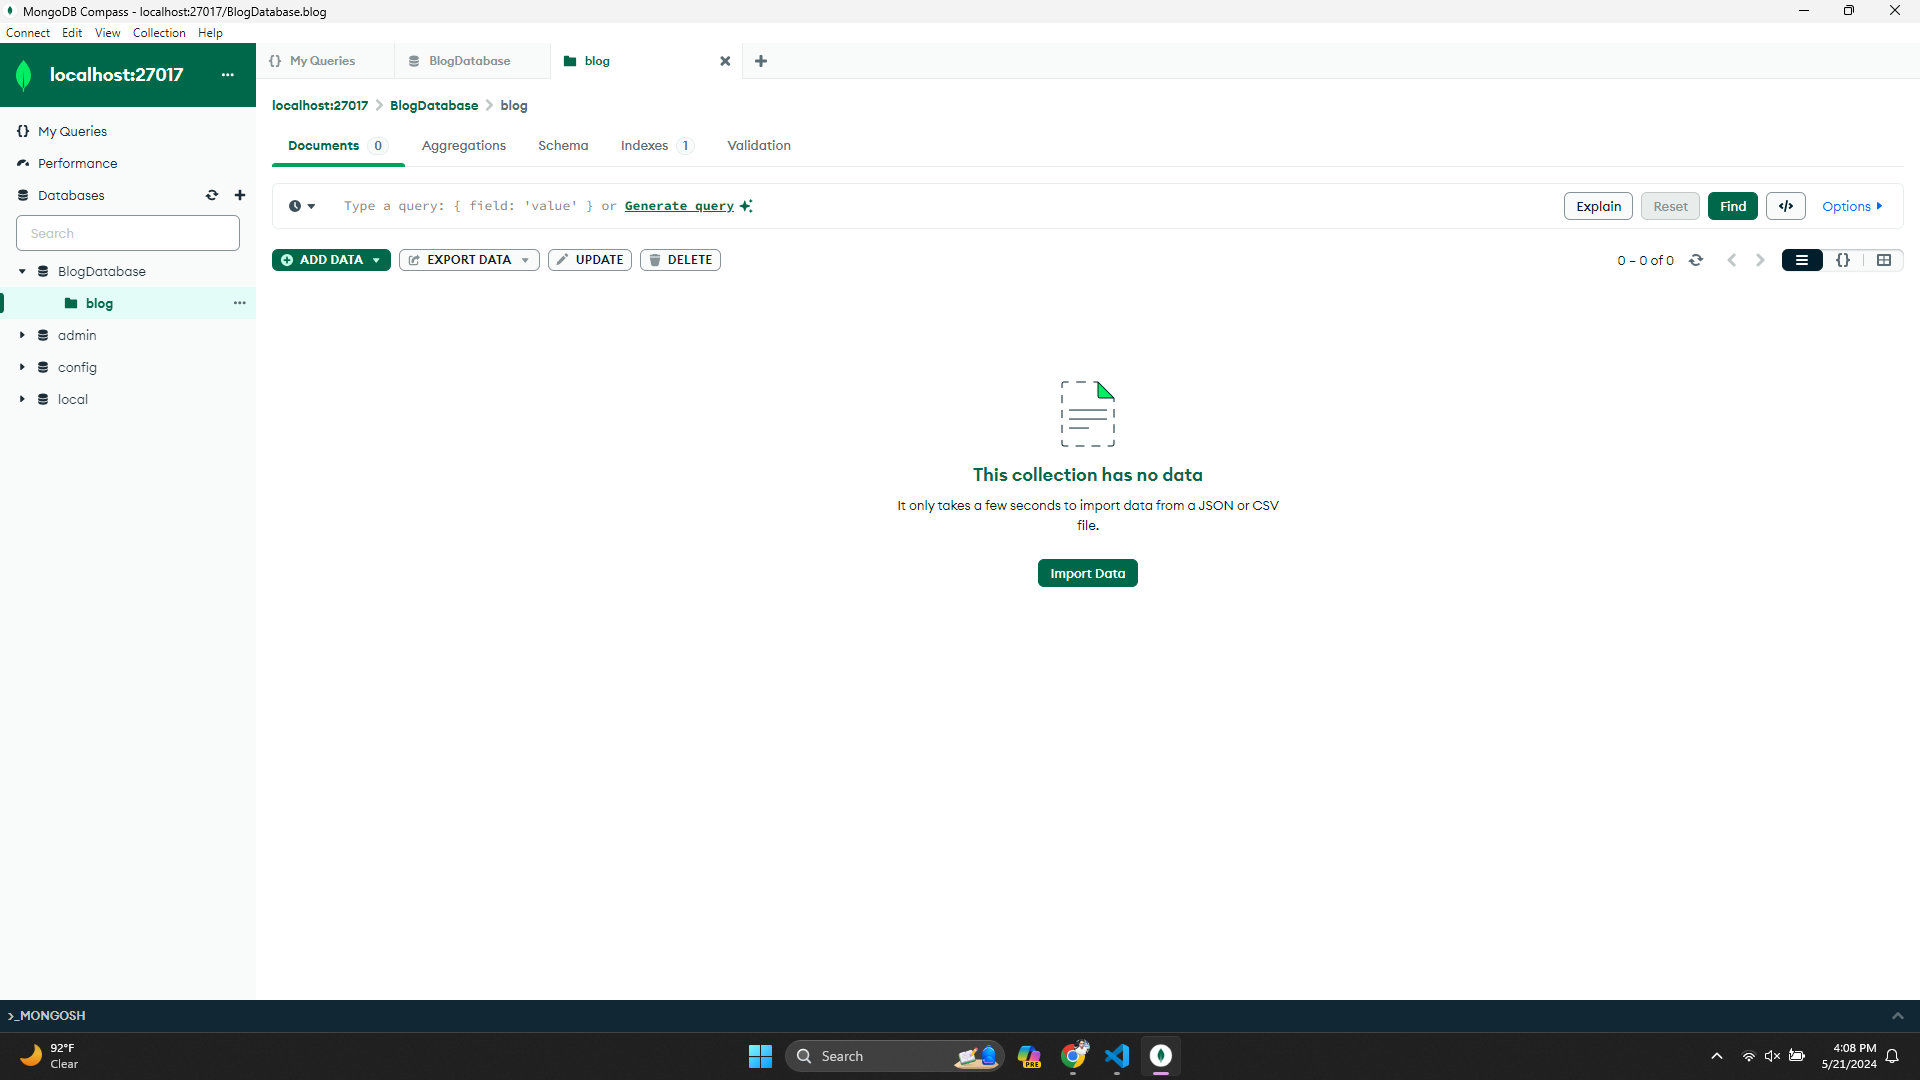 MongoDB Compass - localhost:27017/BlogDatabase.blog
Connect Edit View Collection Help
localhost:27017
My Queries BlogDatabase blog
localhost:27017 > BlogDatabase > blog
My Queries
Performance
Databases
Search
BlogDatabase
blog
admin
config
local
Documents 0 Aggregations Schema Indexes 1 Validation
Type a query: { field: 'value' } or Generate query
Explain Reset Find </> Options
ADD DATA EXPORT DATA UPDATE DELETE
0 – 0 of 0 {}
This collection has no data
It only takes a few seconds to import data from a JSON or CSV
file.
Import Data
>_MONGOSH
92°F
Clear
Search
PRE
4:08 PM
5/21/2024